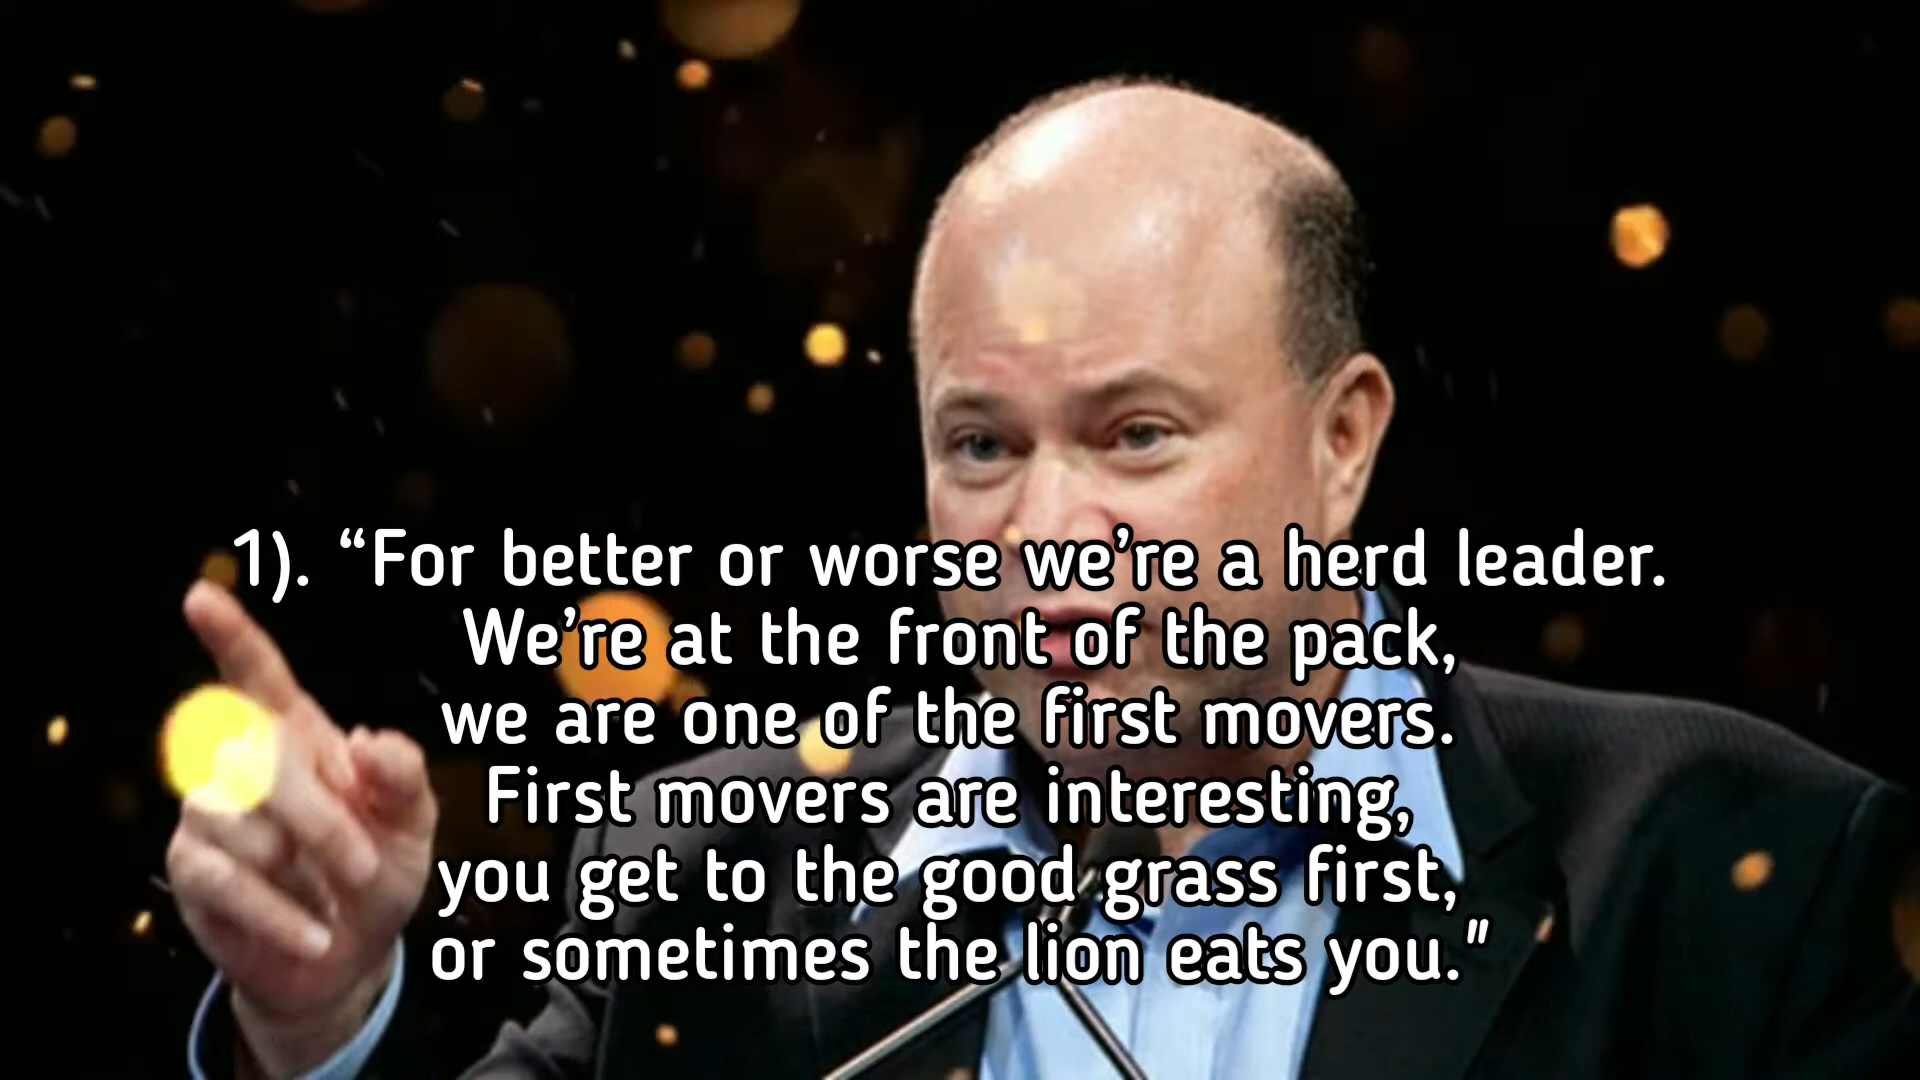 1). “For better or worse we’re a herd leader.
We’re at the front of the pack,
we are one of the first movers.
First movers are interesting,
you get to the good grass first,
or sometimes the lion eats you."